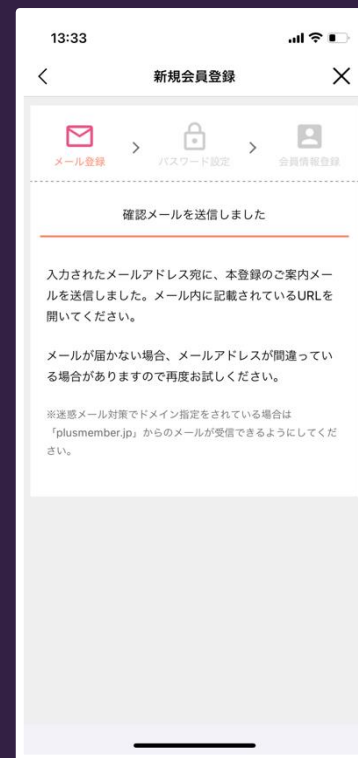 13:33
新規会員登録
メール登録
パスワード設定
会員情報登録
確認メールを送信しました
入力されたメールアドレス宛に、本登録のご案内メー
ルを送信しました。メール内に記載されているURLを
開いてください。
メールが届かない場合、メールアドレスが間違ってい
る場合がありますので再度お試しください。
※迷惑メール対策でドメイン指定をされている場合は
「plusmember.jp」からのメールが受信できるようにしてくだ
さい。